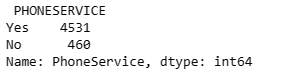 PHONESERVICE
Yes    4531
No      460
Name: PhoneService, dtype: int64